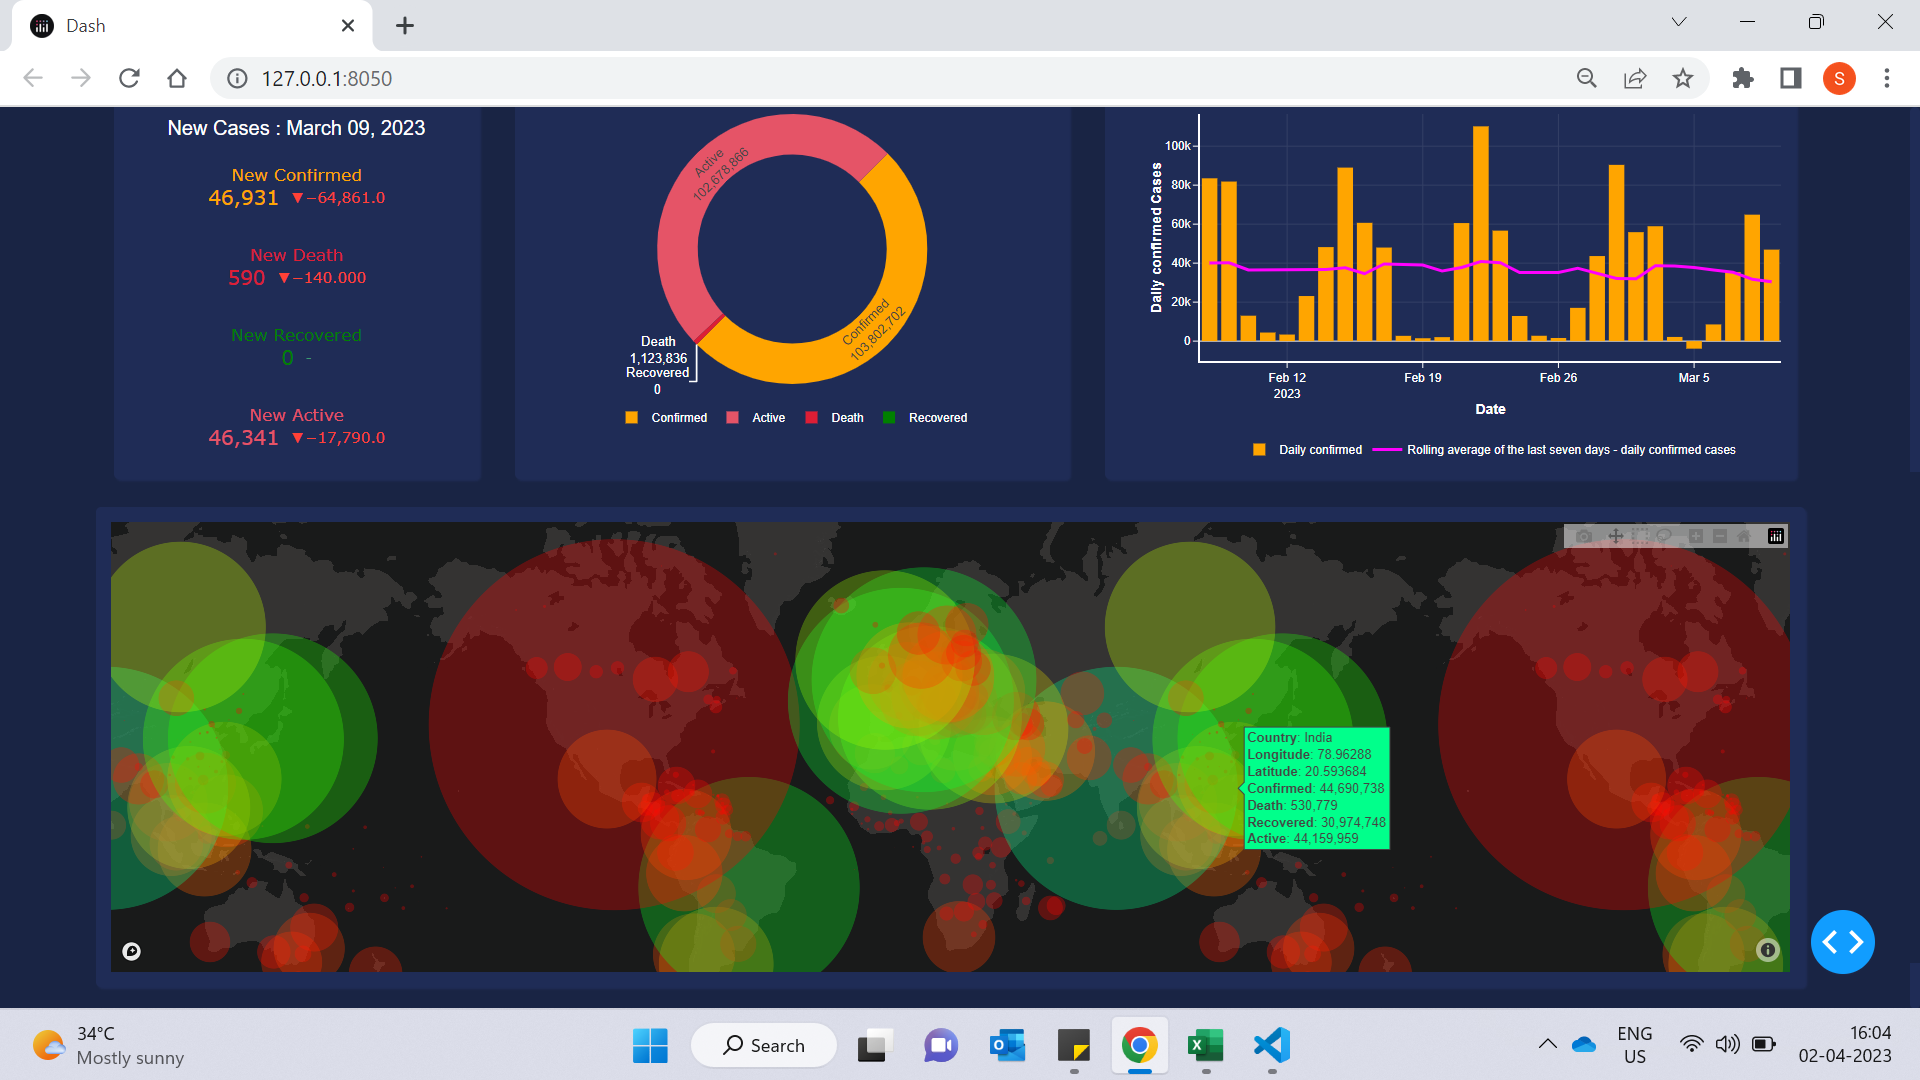 Dash
127.0.0.1:8050
S
New Cases : March 09, 2023
New Confirmed
46,931 ▼−64,861.0
New Death
590 ▼−140.000
New Recovered
0 -
New Active
46,341 ▼−17,790.0
Active
102,678,866
Confirmed
103,802,702
Death
1,123,836
Recovered
0
Confirmed Active Death Recovered
Daily confirmed Cases
100k
80k
60k
40k
20k
0
Feb 12 Feb 19 Feb 26 Mar 5
2023
Date
Daily confirmed Rolling average of the last seven days - daily confirmed cases
Country: India
Longitude: 78.96288
Latitude: 20.593684
Confirmed: 44,690,738
Death: 530,779
Recovered: 30,974,748
Active: 44,159,959
34°C
Mostly sunny
Search
ENG
US
16:04
02-04-2023